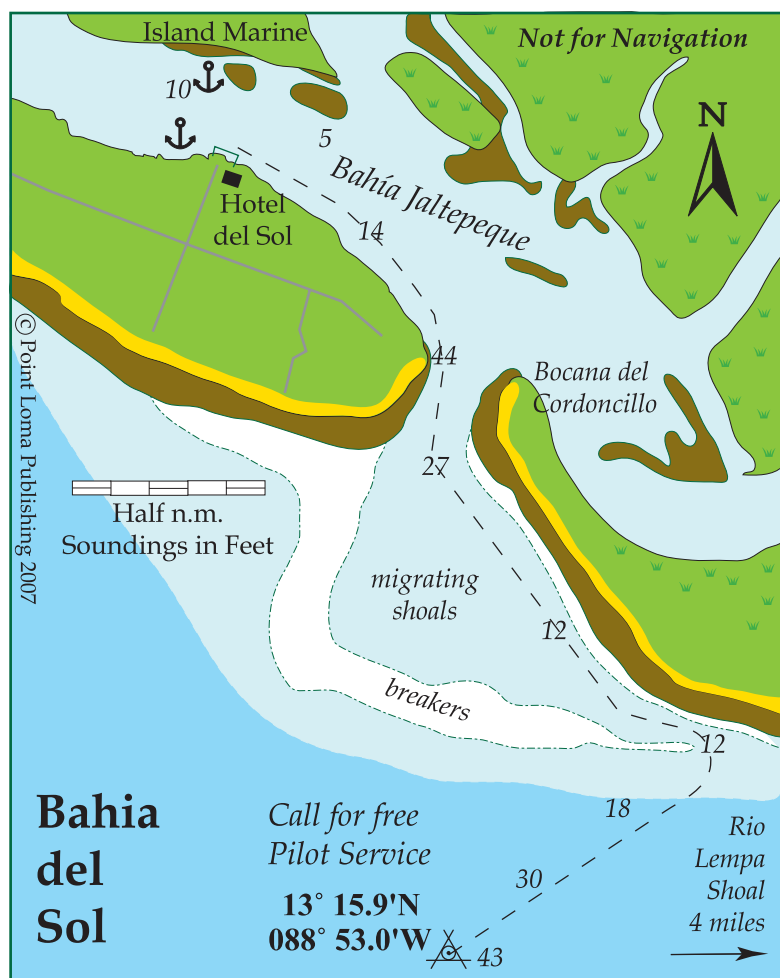 Island Marine
Not for Navigation
10
5
N
Bahía Jaltepeque
Hotel
del Sol
14
44
Bocana del
Cordoncillo
© Point Loma Publishing 2007
27
Half n.m.
Soundings in Feet
migrating
shoals
12
breakers
12
18
Bahia
del
Sol
Call for free
Pilot Service
13° 15.9'N
088° 53.0'W
30
43
Rio
Lempa
Shoal
4 miles